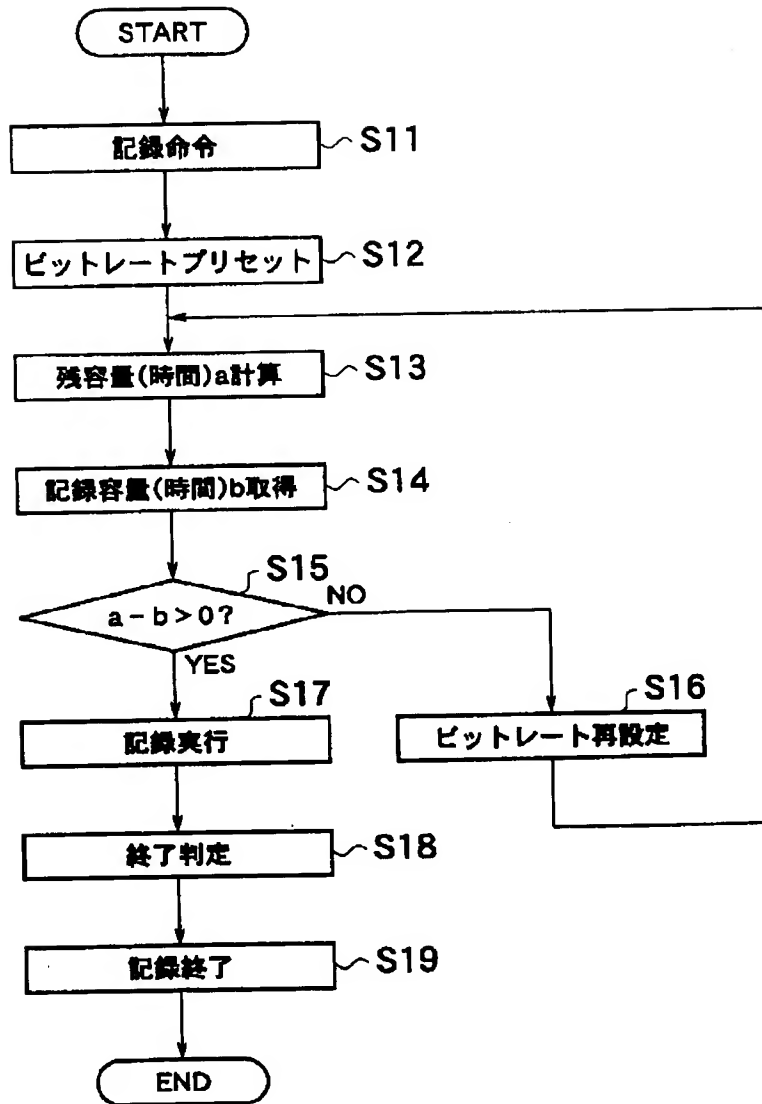 START
記録命令 S11
ビットレートプリセット S12
残容量(時間)a計算 S13
記録容量(時間)b取得 S14
S15
a-b>0?
NO
YES
S17
記録実行
S16
ビットレート再設定
終了判定 S18
記録終了 S19
END